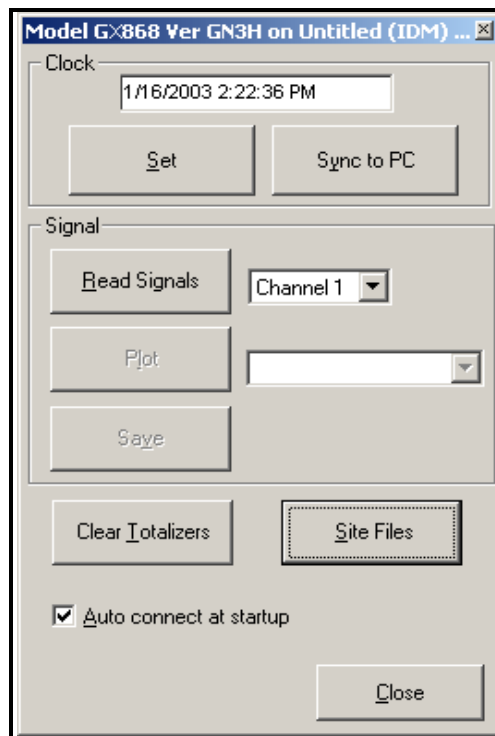 Model GX868 Ver GN3H on Untitled (IDM) ...
Clock
1/16/2003 2:22:36 PM
Set
Sync to PC
Signal
Read Signals
Channel 1
Plot
Save
Clear Totalizers
Site Files
Auto connect at startup
Close